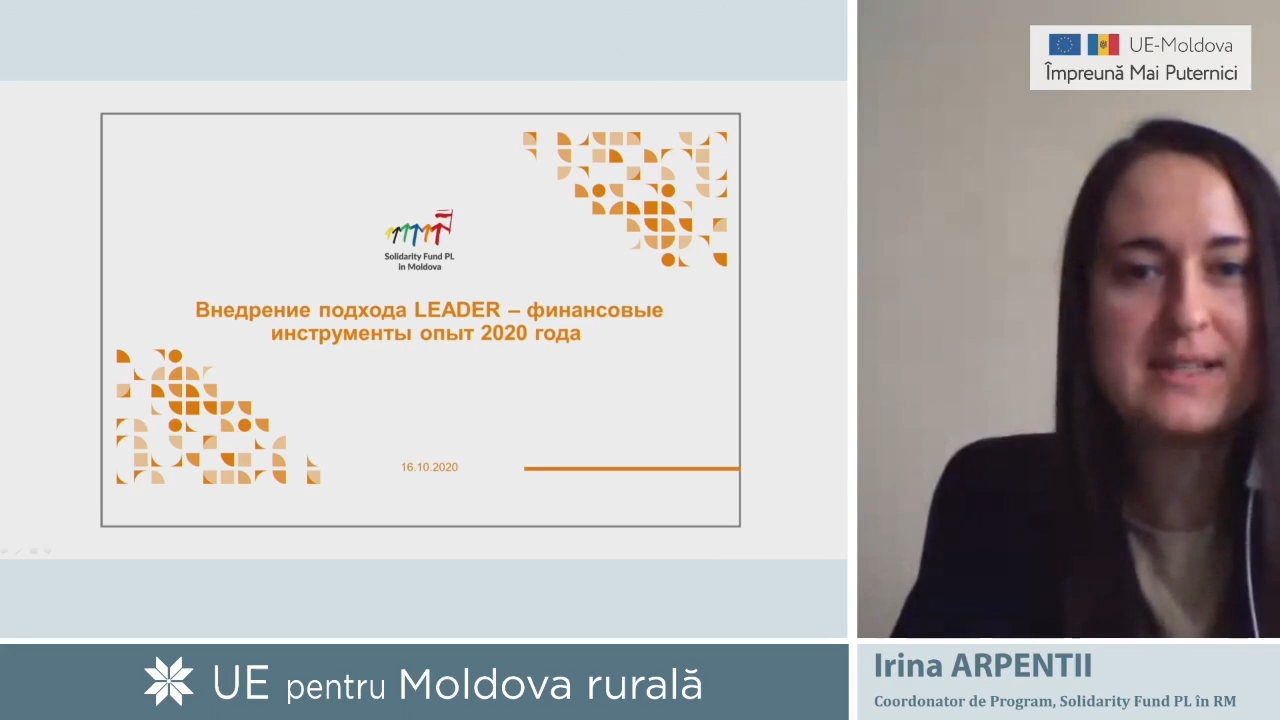 UE-Moldova
Împreună Mai Puternici
Solidarity Fund PL
in Moldova
Внедрение подхода LEADER – финансовые
инструменты опыт 2020 года
16.10.2020
UE pentru Moldova rurală
Irina ARPENTII
Coordonator de Program, Solidarity Fund PL în RM